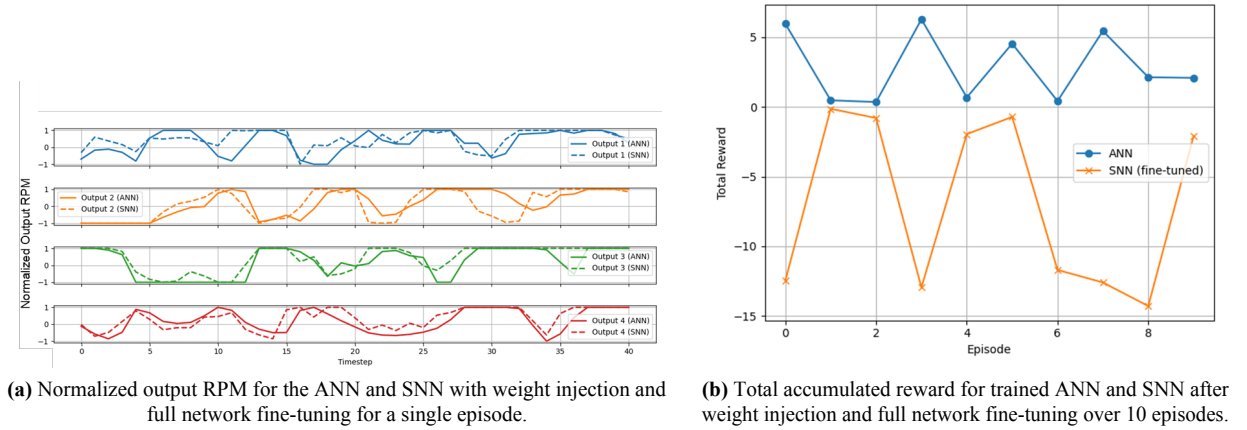 Normalized Output RPM
1
0
-1
Output 1 (ANN)
Output 1 (SNN)
1
0
-1
Output 2 (ANN)
Output 2 (SNN)
1
0
-1
Output 3 (ANN)
Output 3 (SNN)
1
0
-1
Output 4 (ANN)
Output 4 (SNN)
0 5 10 15 20 25 30 35 40
Timestep
(a) Normalized output RPM for the ANN and SNN with weight injection and
full network fine-tuning for a single episode.
Total Reward
5
0
−5
−10
−15
ANN
SNN (fine-tuned)
0 2 4 6 8
Episode
(b) Total accumulated reward for trained ANN and SNN after
weight injection and full network fine-tuning over 10 episodes.